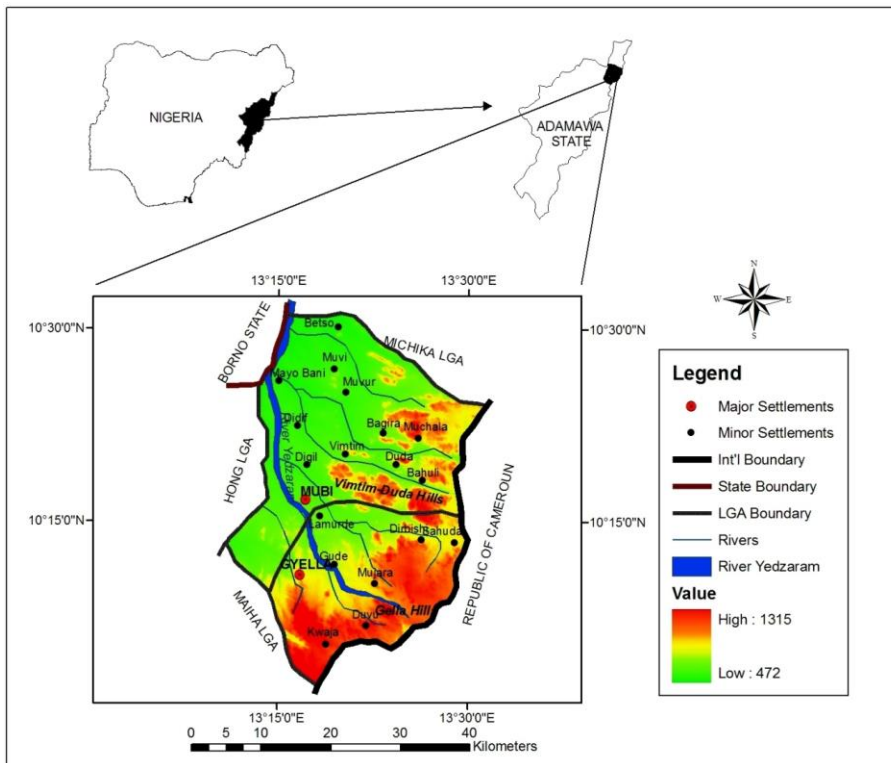 NIGERIA
ADAMAWA
STATE
13°15'0"E
13°30'0"E
N
W
E
S
10°30'0"N
10°30'0"N
BORNO STATE
Betso
MICHIKA LGA
Muvi
Mayo Bani
Muvur
Didif
River Yedzaram
Bagira
Muchala
HONG LGA
Digil
Vimtim
Duda
Bahuli
MUBI
Vimtim-Duda Hills
10°15'0"N
10°15'0"N
Lamurde
Dirbishi
Sahuda
REPUBLIC OF CAMEROUN
Gude
GYELLA
Mujara
MAIHA LGA
Gella Hill
Duvu
Kwaja
13°15'0"E
13°30'0"E
0 5 10 20 30 40
Kilometers
Legend
Major Settlements
Minor Settlements
Int'l Boundary
State Boundary
LGA Boundary
Rivers
River Yedzaram
Value
High : 1315
Low : 472